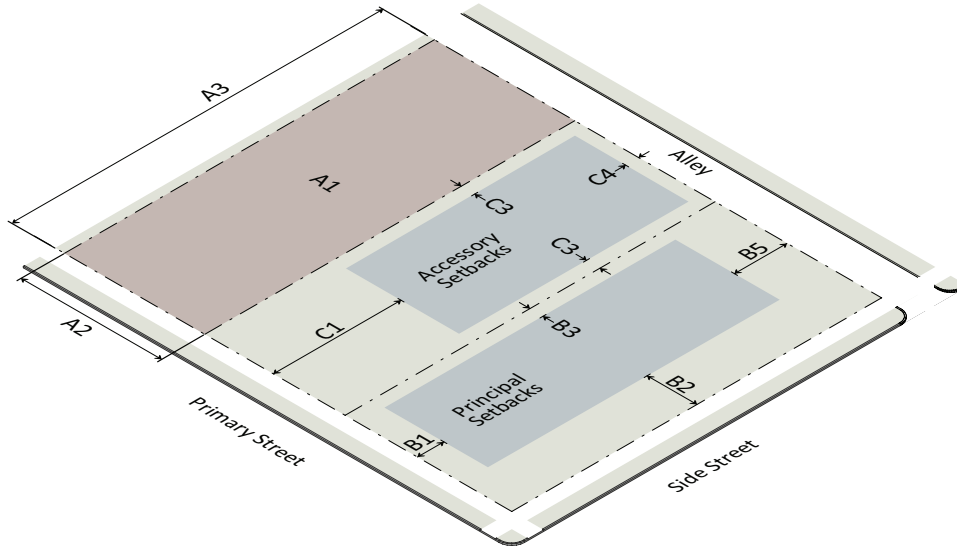 A3
Alley
A1
C4
C3
Accessory
Setbacks
C3
B5
A2
C1
B3
Principal
Setbacks
B2
B1
Primary Street
Side Street